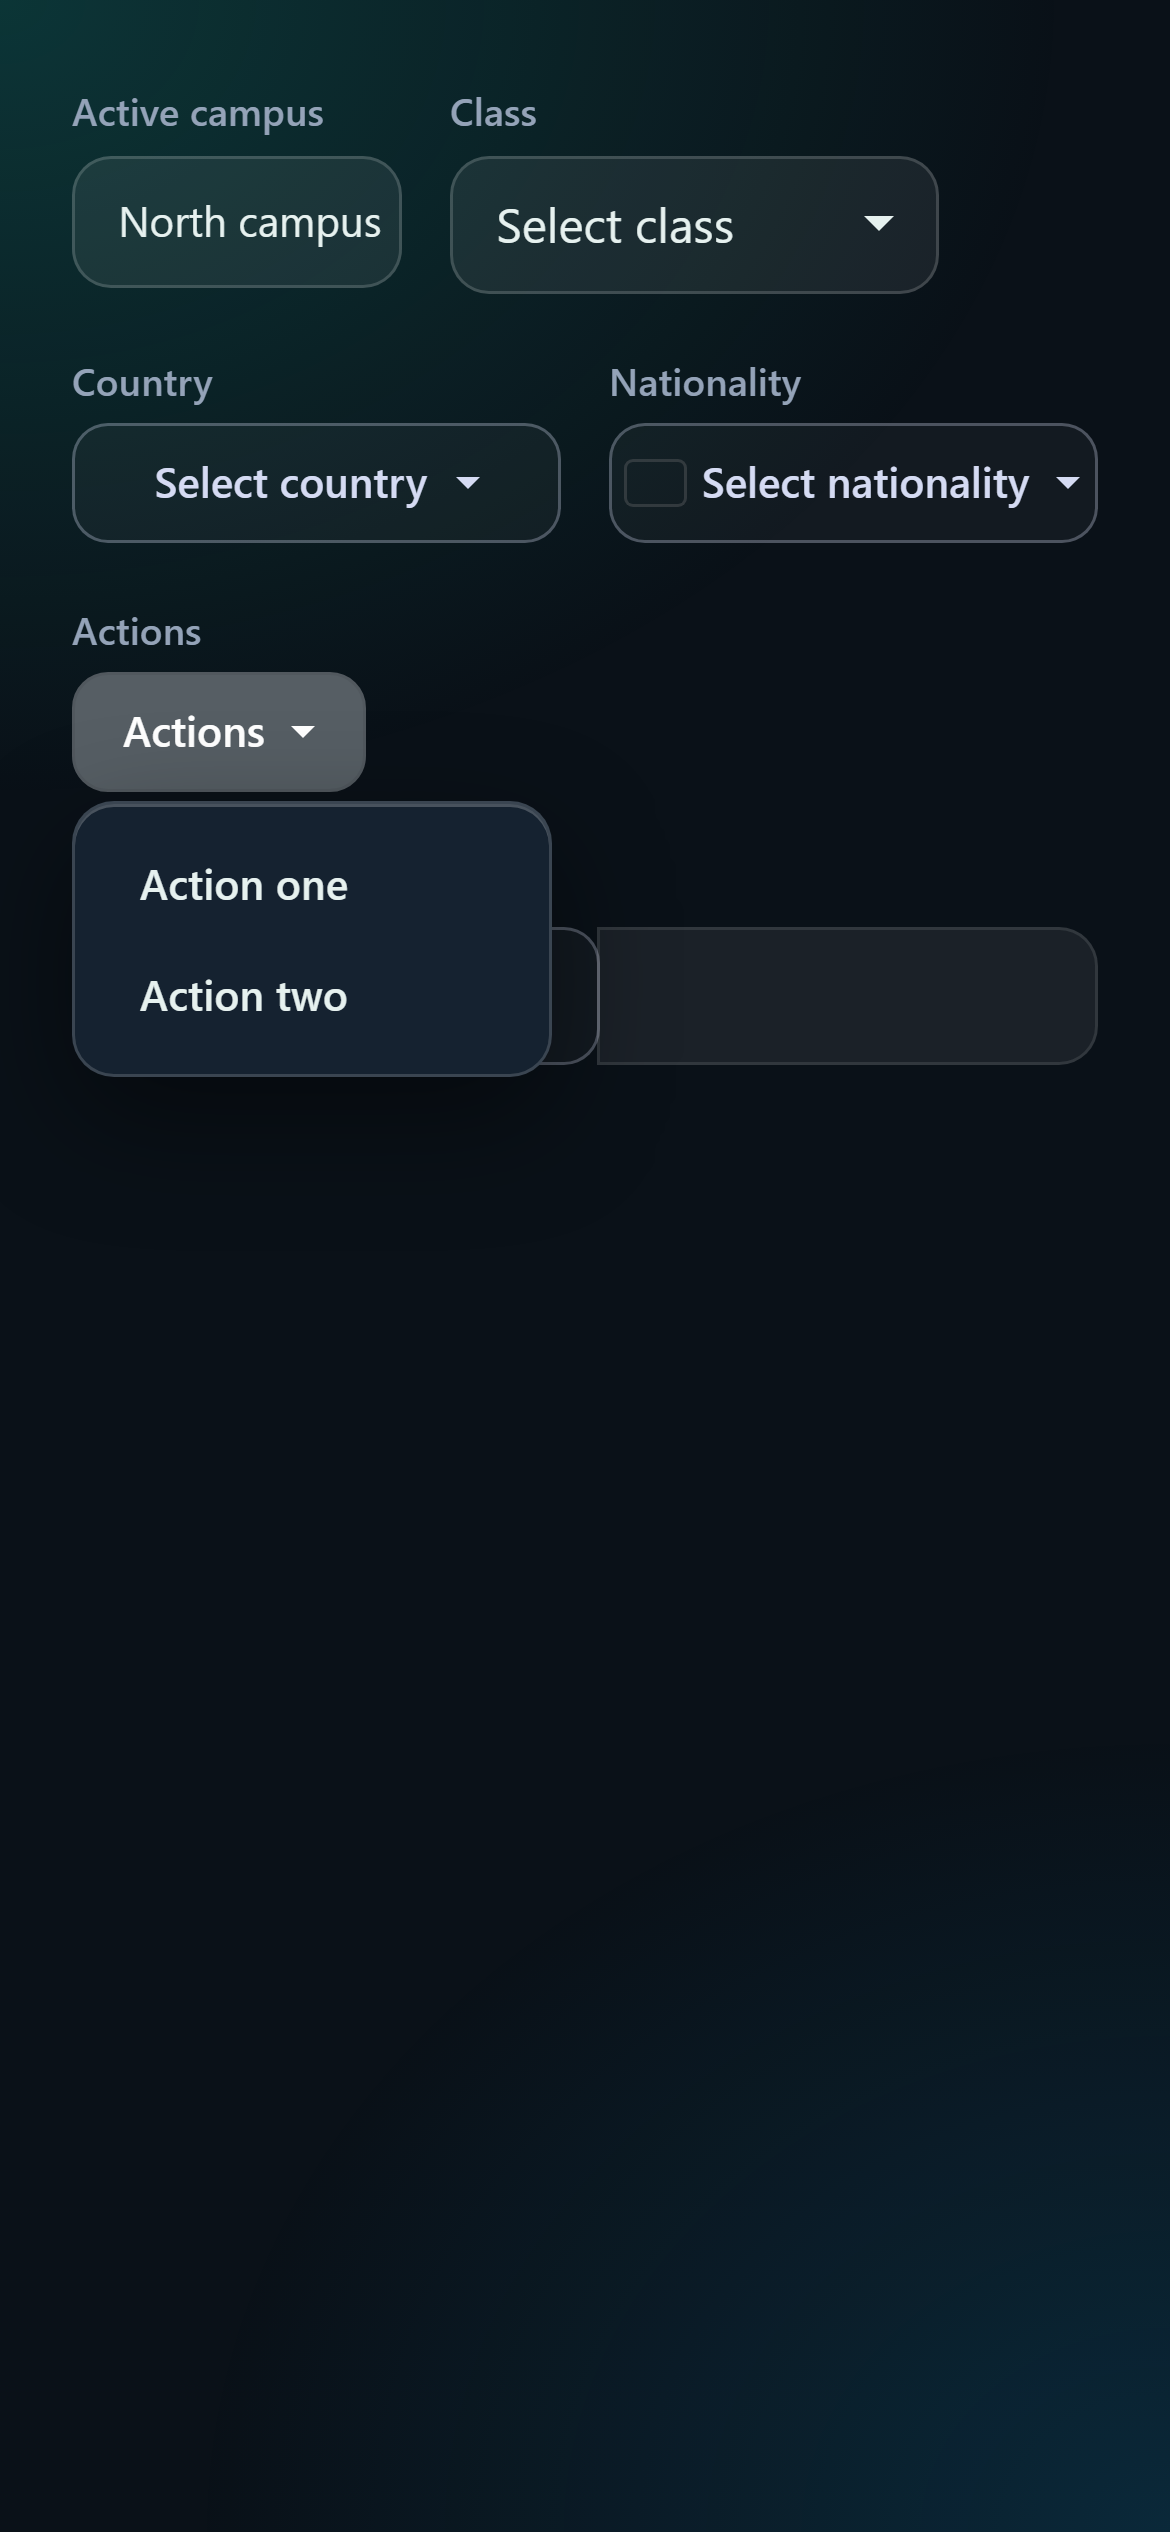 Active campus
Class
North campus
Select class
Country
Nationality
Select country
Select nationality
Actions
Actions
Action one
Action two